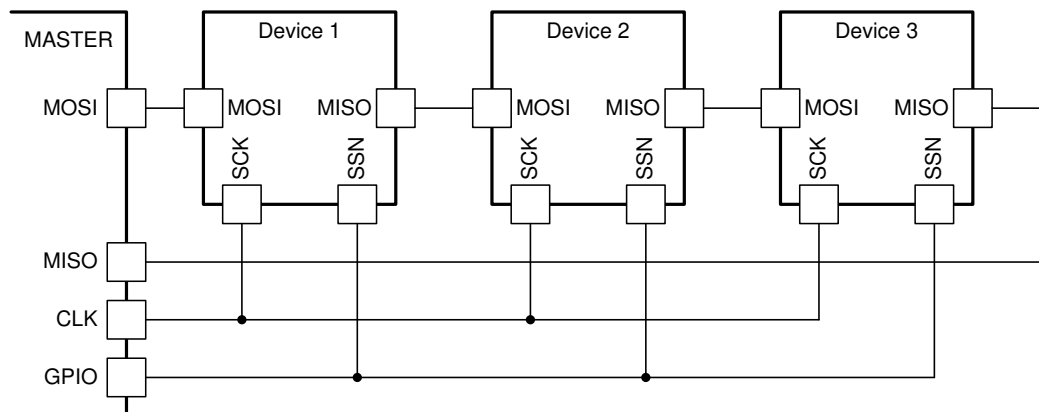 MASTER
Device 1
Device 2
Device 3
MOSI
MOSI
MISO
MOSI
MISO
MOSI
MISO
SCK
SSN
SCK
SSN
SCK
SSN
MISO
CLK
GPIO